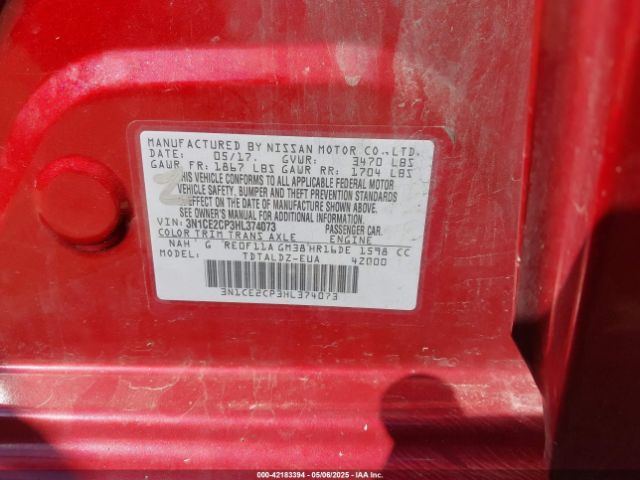 MANUFACTURED BY NISSAN MOTOR CO.,LTD.
DATE: 05/17. GVWR: 3470 LBS
GAWR FR: 1867 LBS GAWR RR: 1704 LBS
THIS VEHICLE CONFORMS TO ALL APPLICABLE FEDERAL MOTOR
VEHICLE SAFETY, BUMPER AND THEFT PREVENTION STANDARDS
IN EFFECT ON THE DATE OF MANUFACTURE SHOWN ABOVE.
SEE OWNER'S MANUAL FOR ADDITIONAL INFORMATION.
VIN: 3N1CE2CP3HL374073 PASSENGER CAR
COLOR TRIM TRANS AXLE ENGINE
NAH G RE0F11A GM38 HR16DE 1598 CC
MODEL: TDTALDZ-EUA 42000
3N1CE2CP3HL374073
000-42183394 - 05/06/2025 - IAA Inc.